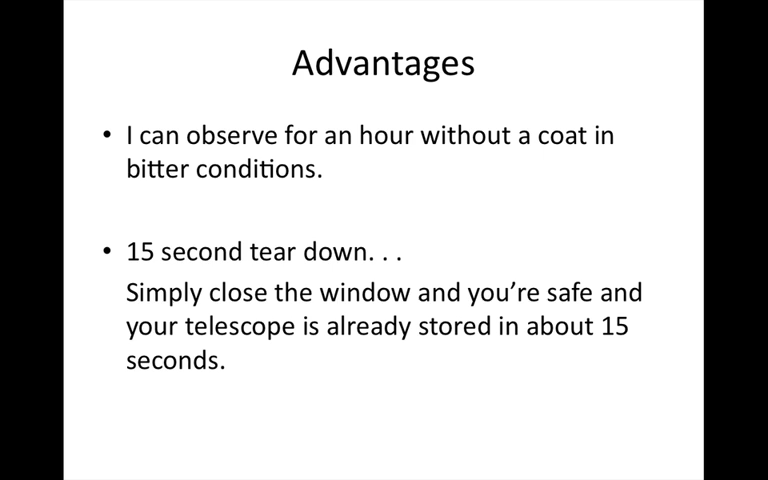 Advantages
• I can observe for an hour without a coat in
bitter conditions.
• 15 second tear down. . .
Simply close the window and you’re safe and
your telescope is already stored in about 15
seconds.